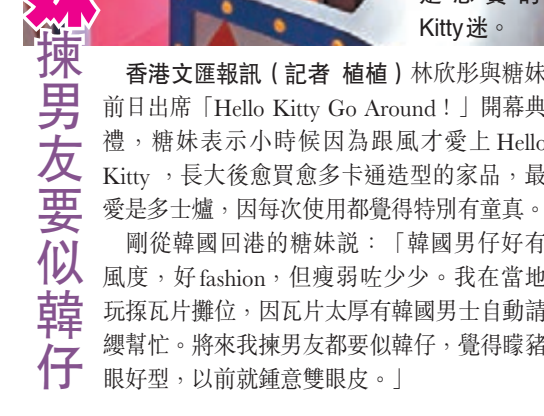 妹揀男友要似韓仔
Kitty迷。
香港文匯報訊（記者 植植）林欣彤與糖妹
前日出席「Hello Kitty Go Around！」開幕典
禮，糖妹表示小時候因為跟風才愛上 Hello
Kitty ，長大後愈買愈多卡通造型的家品，最
愛是多士爐，因每次使用都覺得特別有童真。
剛從韓國回港的糖妹説：「韓國男仔好有
風度，好fashion，但瘦弱咗少少。我在當地
玩揼瓦片攤位，因瓦片太厚有韓國男士自動請
纓幫忙。將來我揀男友都要似韓仔，覺得矇豬
眼好型，以前就鍾意雙眼皮。」